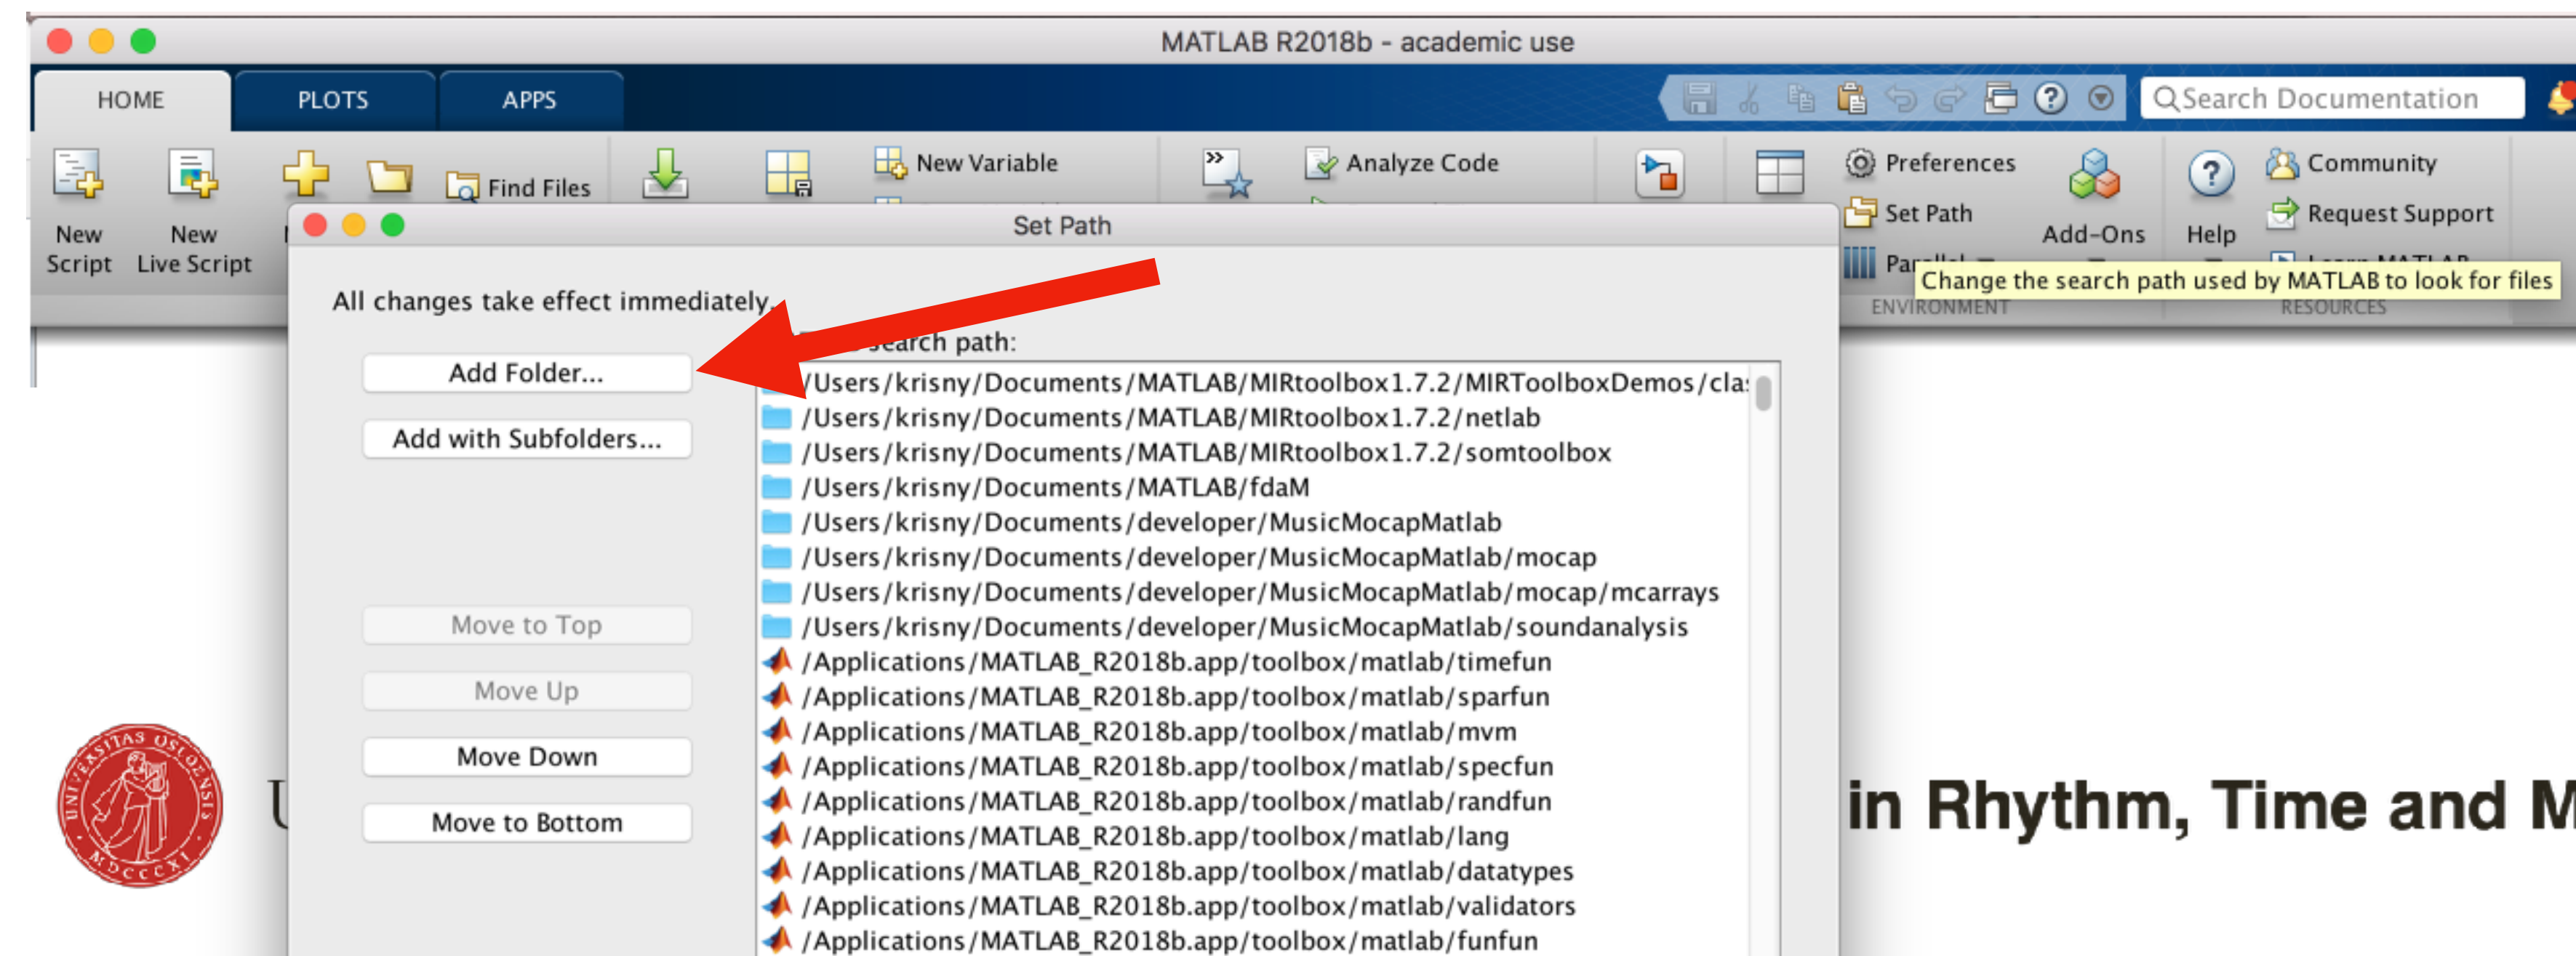 MATLAB R2018b - academic use
HOME PLOTS APPS
Search Documentation
New Variable
Analyze Code
Preferences
Community
Find Files
Set Path
Request Support
New Script
New Live Script
Add-Ons
Help
Change the search path used by MATLAB to look for files
ENVIRONMENT
RESOURCES
Set Path
All changes take effect immediately.
search path:
Add Folder...
Add with Subfolders...
Move to Top
Move Up
Move Down
Move to Bottom
/Users/krisny/Documents/MATLAB/MIRtoolbox1.7.2/MIRToolboxDemos/clas
/Users/krisny/Documents/MATLAB/MIRtoolbox1.7.2/netlab
/Users/krisny/Documents/MATLAB/MIRtoolbox1.7.2/somtoolbox
/Users/krisny/Documents/MATLAB/fdaM
/Users/krisny/Documents/developer/MusicMocapMatlab
/Users/krisny/Documents/developer/MusicMocapMatlab/mocap
/Users/krisny/Documents/developer/MusicMocapMatlab/mocap/mcarrays
/Users/krisny/Documents/developer/MusicMocapMatlab/soundanalysis
/Applications/MATLAB_R2018b.app/toolbox/matlab/timefun
/Applications/MATLAB_R2018b.app/toolbox/matlab/sparfun
/Applications/MATLAB_R2018b.app/toolbox/matlab/mvm
/Applications/MATLAB_R2018b.app/toolbox/matlab/specfun
/Applications/MATLAB_R2018b.app/toolbox/matlab/randfun
/Applications/MATLAB_R2018b.app/toolbox/matlab/lang
/Applications/MATLAB_R2018b.app/toolbox/matlab/datatypes
/Applications/MATLAB_R2018b.app/toolbox/matlab/validators
/Applications/MATLAB_R2018b.app/toolbox/matlab/funfun
UNIVERSITAS OSLOENSIS
MDCCCXI
U
in Rhythm, Time and M